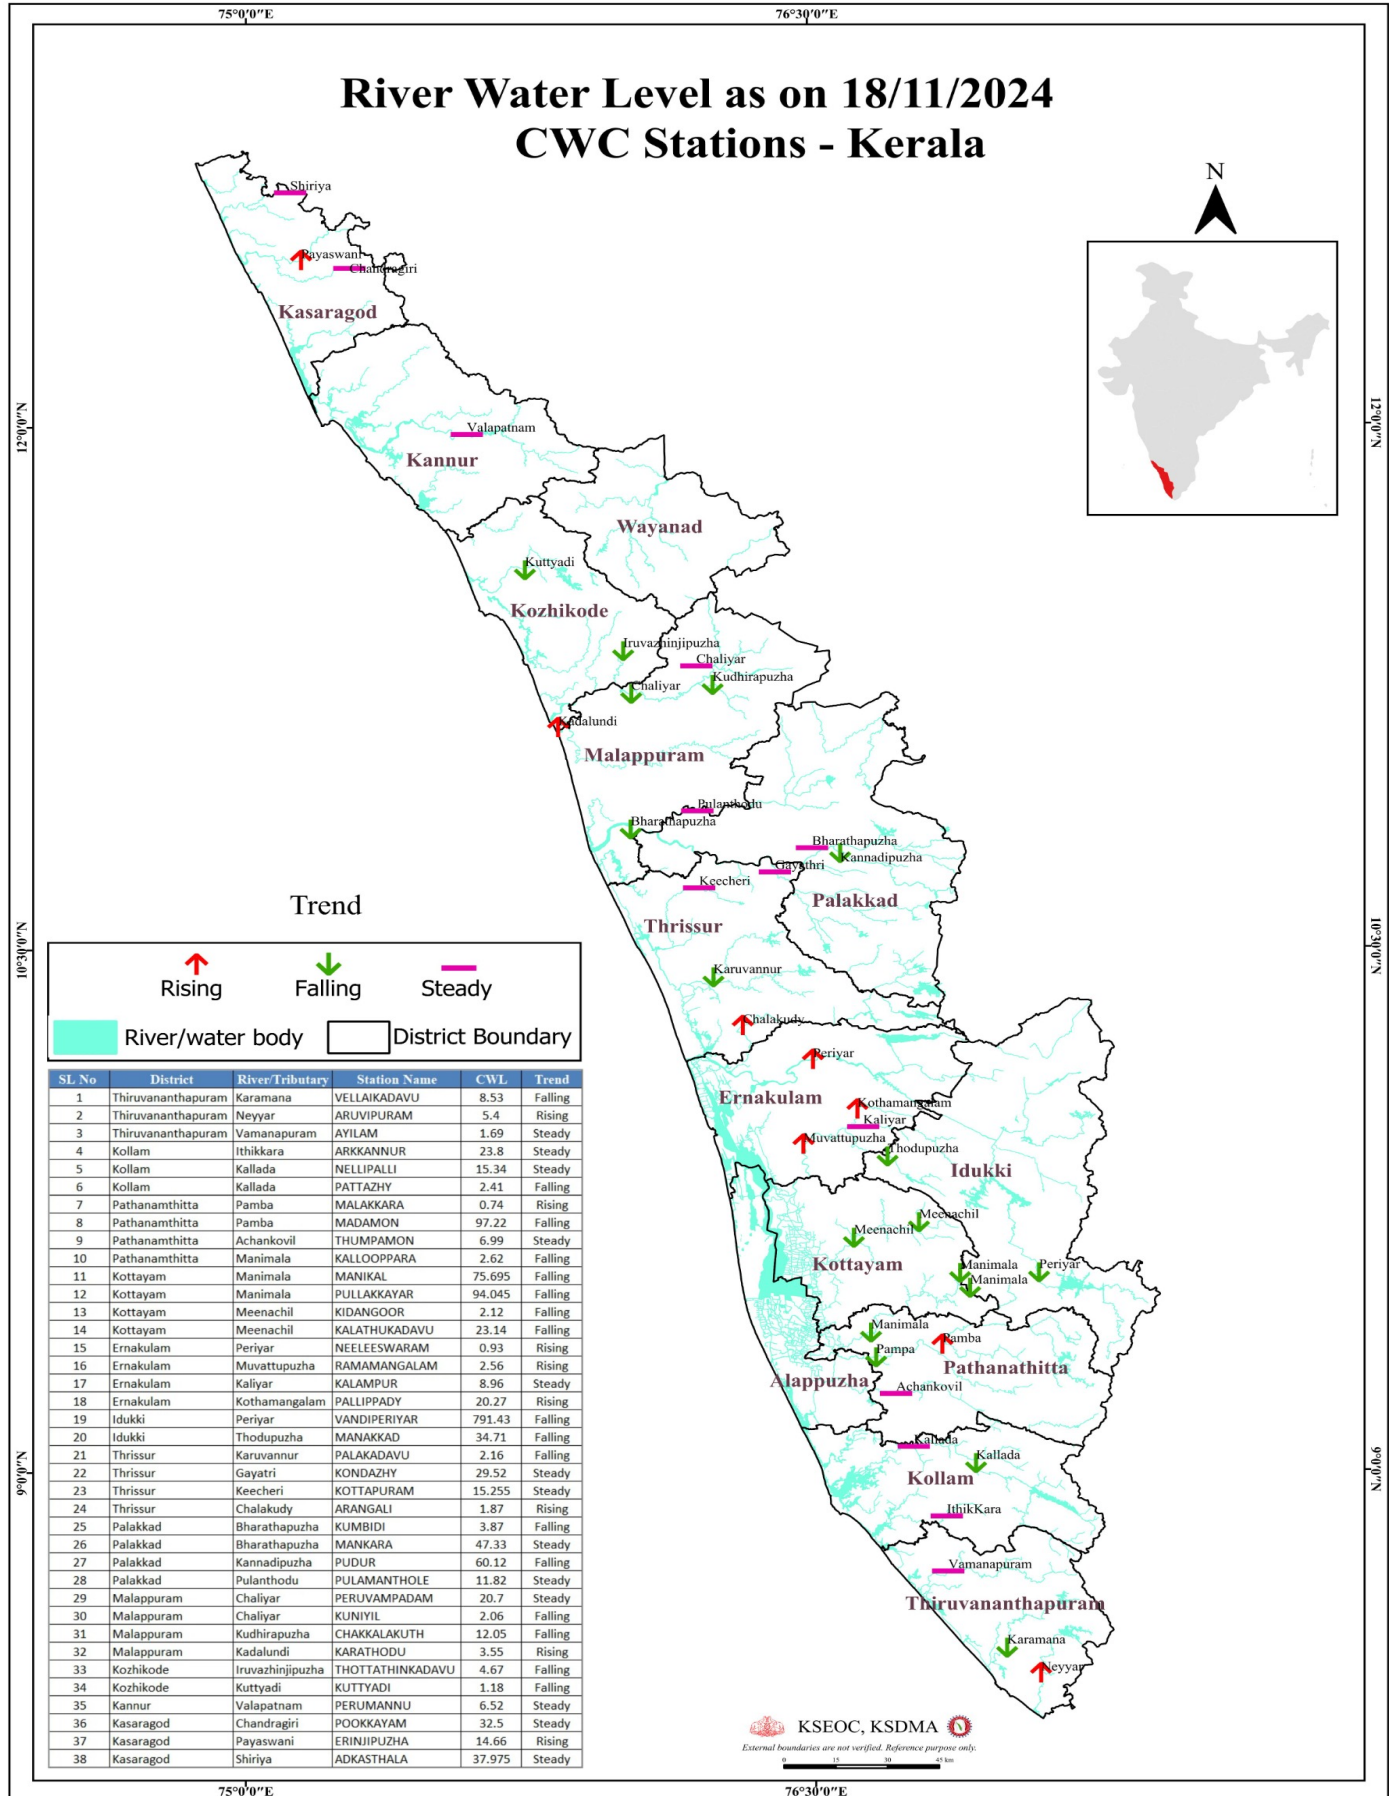 75°0'0"E 76°30'0"E
River Water Level as on 18/11/2024
CWC Stations - Kerala
N
Shiriya
Payaswani
Chandragiri
Kasaragod
12°0'0"N 12°0'0"N
Valapatnam
Kannur
Wayanad
Kuttyadi
Kozhikode
Iruvazhinjipuzha
Chaliyar
Kudhirapuzha
Chaliyar
Kadalundi
Malappuram
Pulanthodu
Bharathapuzha
Bharathapuzha
Kannadipuzha
Gayathri
Keecheri
Palakkad
Thrissur
10°30'0"N 10°30'0"N
Karuvannur
Chalakudy
Periyar
Ernakulam
Kothamangalam
Kaliyar
Muvattupuzha
Thodupuzha
Idukki
Meenachil
Meenachil
Kottayam
Manimala
Periyar
Manimala
Manimala
Pamba
Pampa
Pathanathitta
Alappuzha
Achankovil
Kallada
Kallada
Kollam
9°0'0"N 9°0'0"N
IthikKara
Vamanapuram
Thiruvananthapuram
Karamana
Neyyar
Trend
Rising Falling Steady
River/water body District Boundary
SL No District River/Tributary Station Name CWL Trend
1 Thiruvananthapuram Karamana VELLAIKADAVU 8.53 Falling
2 Thiruvananthapuram Neyyar ARUVIPURAM 5.4 Rising
3 Thiruvananthapuram Vamanapuram AYILAM 1.69 Steady
4 Kollam Ithikkara ARKKANNUR 23.8 Steady
5 Kollam Kallada NELLIPALLI 15.34 Steady
6 Kollam Kallada PATTAZHY 2.41 Falling
7 Pathanamthitta Pamba MALAKKARA 0.74 Rising
8 Pathanamthitta Pamba MADAMON 97.22 Falling
9 Pathanamthitta Achankovil THUMPAMON 6.99 Steady
10 Pathanamthitta Manimala KALLOOPPARA 2.62 Falling
11 Kottayam Manimala MANIKAL 75.695 Falling
12 Kottayam Manimala PULLAKKAYAR 94.045 Falling
13 Kottayam Meenachil KIDANGOOR 2.12 Falling
14 Kottayam Meenachil KALATHUKADAVU 23.14 Falling
15 Ernakulam Periyar NEELEESWARAM 0.93 Rising
16 Ernakulam Muvattupuzha RAMAMANGALAM 2.56 Rising
17 Ernakulam Kaliyar KALAMPUR 8.96 Steady
18 Ernakulam Kothamangalam PALLIPPADY 20.27 Rising
19 Idukki Periyar VANDIPERIYAR 791.43 Falling
20 Idukki Thodupuzha MANAKKAD 34.71 Falling
21 Thrissur Karuvannur PALAKADAVU 2.16 Falling
22 Thrissur Gayatri KONDAZHY 29.52 Steady
23 Thrissur Keecheri KOTTAPURAM 15.255 Steady
24 Thrissur Chalakudy ARANGALI 1.87 Rising
25 Palakkad Bharathapuzha KUMBIDI 3.87 Falling
26 Palakkad Bharathapuzha MANKARA 47.33 Steady
27 Palakkad Kannadipuzha PUDUR 60.12 Falling
28 Palakkad Pulanthodu PULAMANTHOLE 11.82 Steady
29 Malappuram Chaliyar PERUVAMPADAM 20.7 Steady
30 Malappuram Chaliyar KUNIYIL 2.06 Falling
31 Malappuram Kudhirapuzha CHAKKALAKUTH 12.05 Falling
32 Malappuram Kadalundi KARATHODU 3.55 Rising
33 Kozhikode Iruvazhinjipuzha THOTTATHINKADAVU 4.67 Falling
34 Kozhikode Kuttyadi KUTTYADI 1.18 Falling
35 Kannur Valapatnam PERUMANNU 6.52 Steady
36 Kasaragod Chandragiri POOKKAYAM 32.5 Steady
37 Kasaragod Payaswani ERINJIPUZHA 14.66 Rising
38 Kasaragod Shiriya ADKASTHALA 37.975 Steady
KSEOC, KSDMA
External boundaries are not verified. Reference purpose only.
0 15 30 45 km
75°0'0"E 76°30'0"E